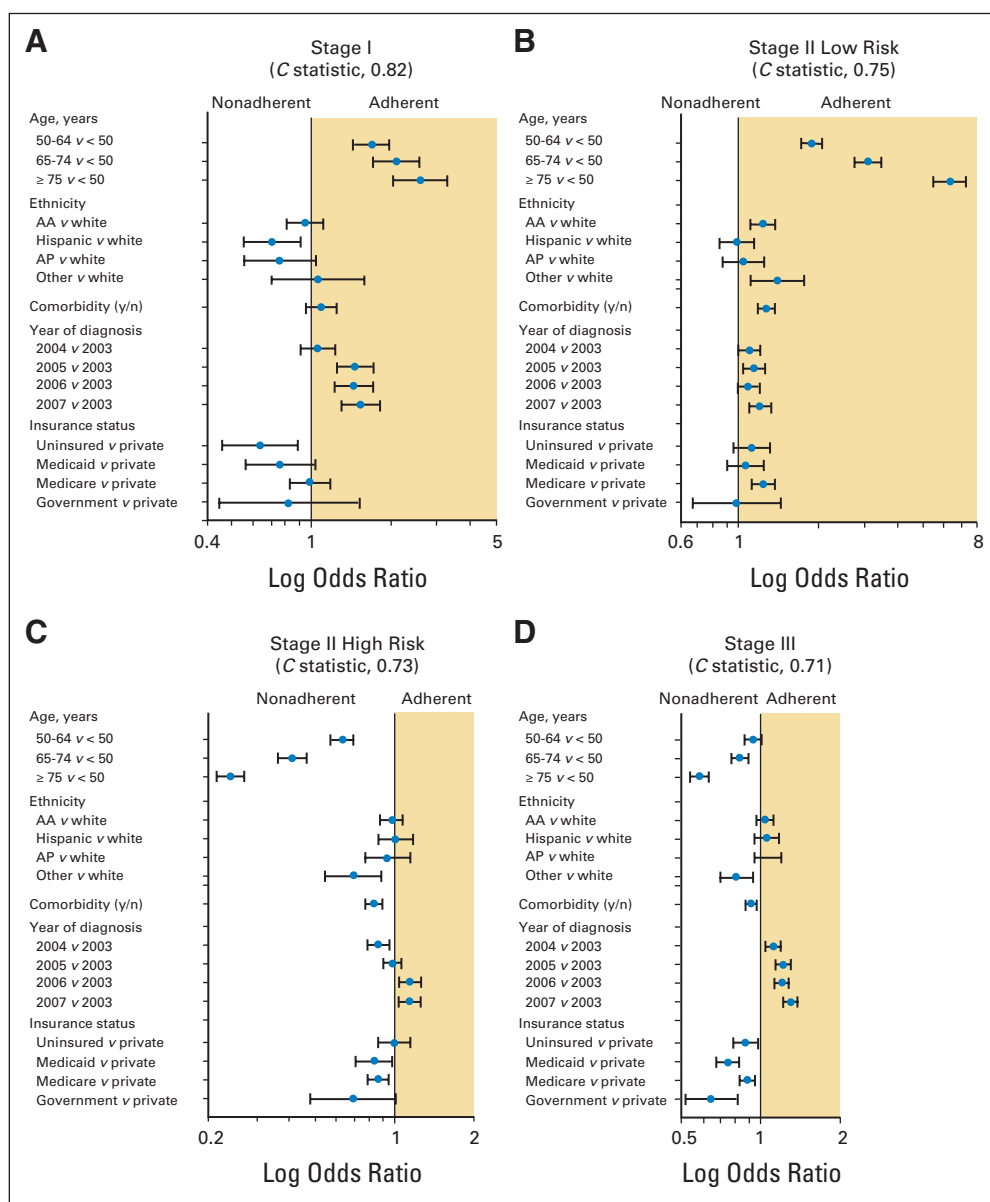 A
Stage I
(C statistic, 0.82)
Nonadherent Adherent
Age, years
50-64 v < 50
65-74 v < 50
≥ 75 v < 50
Ethnicity
AA v white
Hispanic v white
AP v white
Other v white
Comorbidity (y/n)
Year of diagnosis
2004 v 2003
2005 v 2003
2006 v 2003
2007 v 2003
Insurance status
Uninsured v private
Medicaid v private
Medicare v private
Government v private
0.4 1 5
Log Odds Ratio
B
Stage II Low Risk
(C statistic, 0.75)
Nonadherent Adherent
Age, years
50-64 v < 50
65-74 v < 50
≥ 75 v < 50
Ethnicity
AA v white
Hispanic v white
AP v white
Other v white
Comorbidity (y/n)
Year of diagnosis
2004 v 2003
2005 v 2003
2006 v 2003
2007 v 2003
Insurance status
Uninsured v private
Medicaid v private
Medicare v private
Government v private
0.6 1 8
Log Odds Ratio
C
Stage II High Risk
(C statistic, 0.73)
Nonadherent Adherent
Age, years
50-64 v < 50
65-74 v < 50
≥ 75 v < 50
Ethnicity
AA v white
Hispanic v white
AP v white
Other v white
Comorbidity (y/n)
Year of diagnosis
2004 v 2003
2005 v 2003
2006 v 2003
2007 v 2003
Insurance status
Uninsured v private
Medicaid v private
Medicare v private
Government v private
0.2 1 2
Log Odds Ratio
D
Stage III
(C statistic, 0.71)
Nonadherent Adherent
Age, years
50-64 v < 50
65-74 v < 50
≥ 75 v < 50
Ethnicity
AA v white
Hispanic v white
AP v white
Other v white
Comorbidity (y/n)
Year of diagnosis
2004 v 2003
2005 v 2003
2006 v 2003
2007 v 2003
Insurance status
Uninsured v private
Medicaid v private
Medicare v private
Government v private
0.5 1 2
Log Odds Ratio